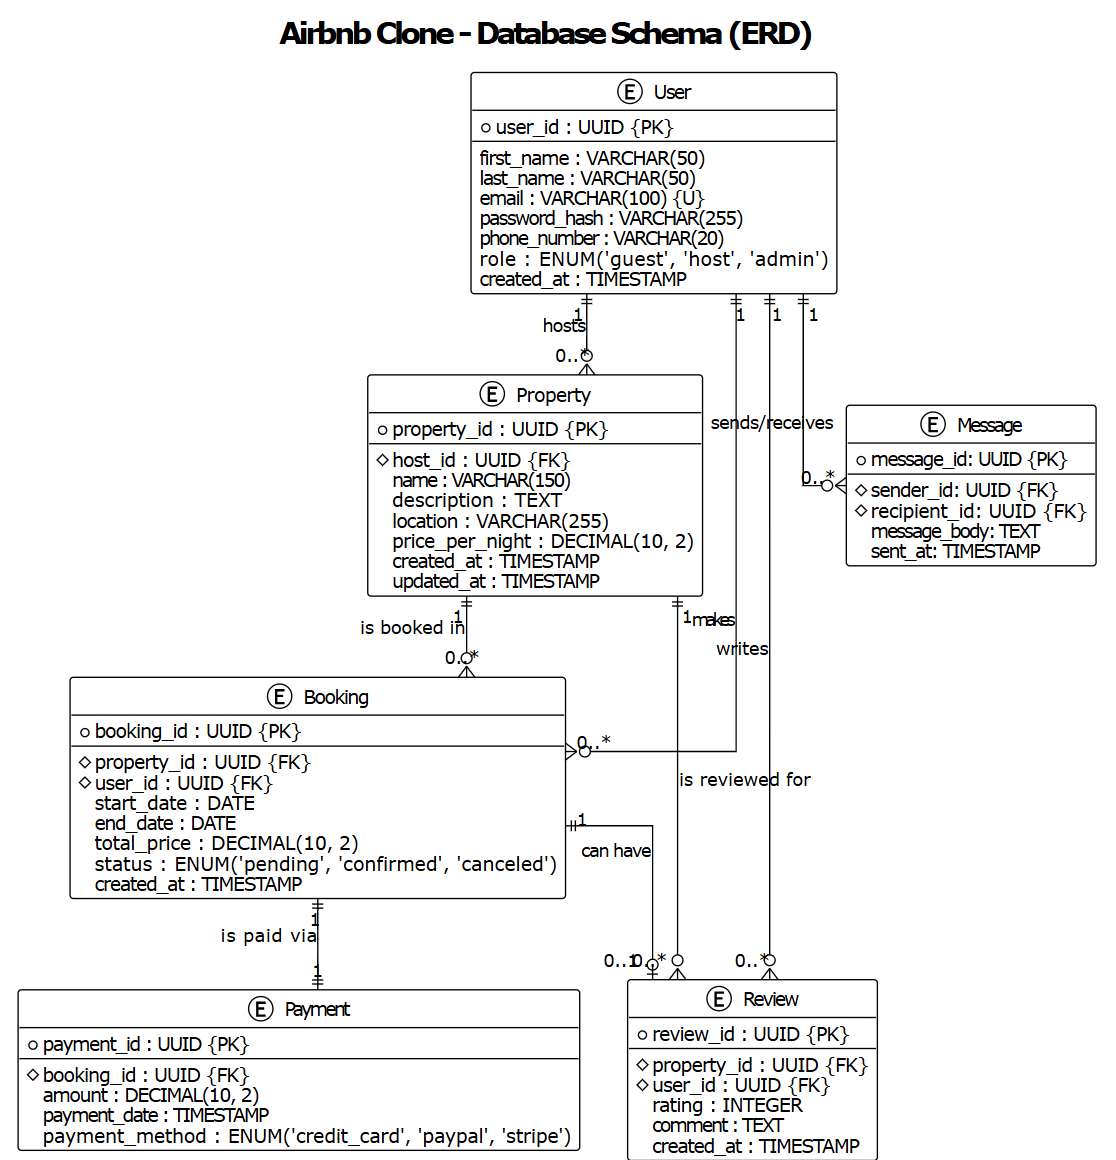 Airbnb Clone - Database Schema (ERD)
E User
user_id : UUID {PK}
first_name : VARCHAR(50)
last_name : VARCHAR(50)
email : VARCHAR(100) {U}
password_hash : VARCHAR(255)
phone_number : VARCHAR(20)
role : ENUM('guest', 'host', 'admin')
created_at : TIMESTAMP
1
1
1
1
hosts
0..*
E Property
property_id : UUID {PK}
host_id : UUID {FK}
name : VARCHAR(150)
description : TEXT
location : VARCHAR(255)
price_per_night : DECIMAL(10, 2)
created_at : TIMESTAMP
updated_at : TIMESTAMP
sends/receives
0..*
E Message
message_id: UUID {PK}
sender_id: UUID {FK}
recipient_id: UUID {FK}
message_body: TEXT
sent_at: TIMESTAMP
1
is booked in
0..*
1
makes
writes
E Booking
booking_id : UUID {PK}
property_id : UUID {FK}
user_id : UUID {FK}
start_date : DATE
end_date : DATE
total_price : DECIMAL(10, 2)
status : ENUM('pending', 'confirmed', 'canceled')
created_at : TIMESTAMP
0..*
is reviewed for
1
can have
1
is paid via
1
0..1
0..*
0..*
E Payment
payment_id : UUID {PK}
booking_id : UUID {FK}
amount : DECIMAL(10, 2)
payment_date : TIMESTAMP
payment_method : ENUM('credit_card', 'paypal', 'stripe')
E Review
review_id : UUID {PK}
property_id : UUID {FK}
user_id : UUID {FK}
rating : INTEGER
comment : TEXT
created_at : TIMESTAMP